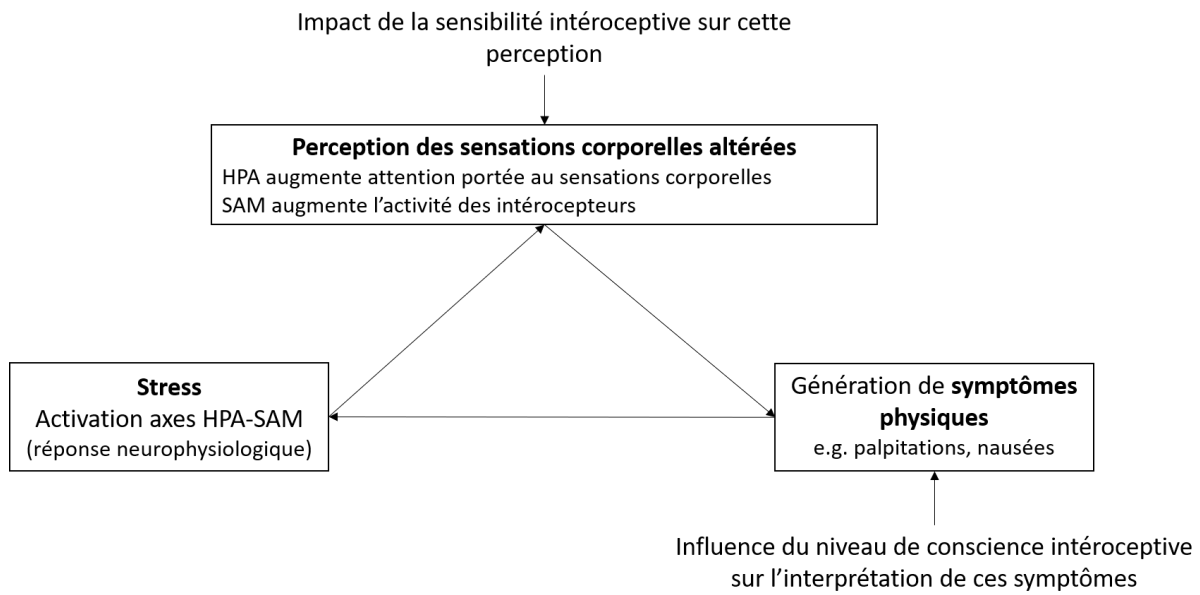 Impact de la sensibilité intéroceptive sur cette
perception
Perception des sensations corporelles altérées
HPA augmente attention portée au sensations corporelles
SAM augmente l’activité des intérocepteurs
Stress
Activation axes HPA-SAM
(réponse neurophysiologique)
Génération de symptômes
physiques
e.g. palpitations, nausées
Influence du niveau de conscience intéroceptive
sur l’interprétation de ces symptômes